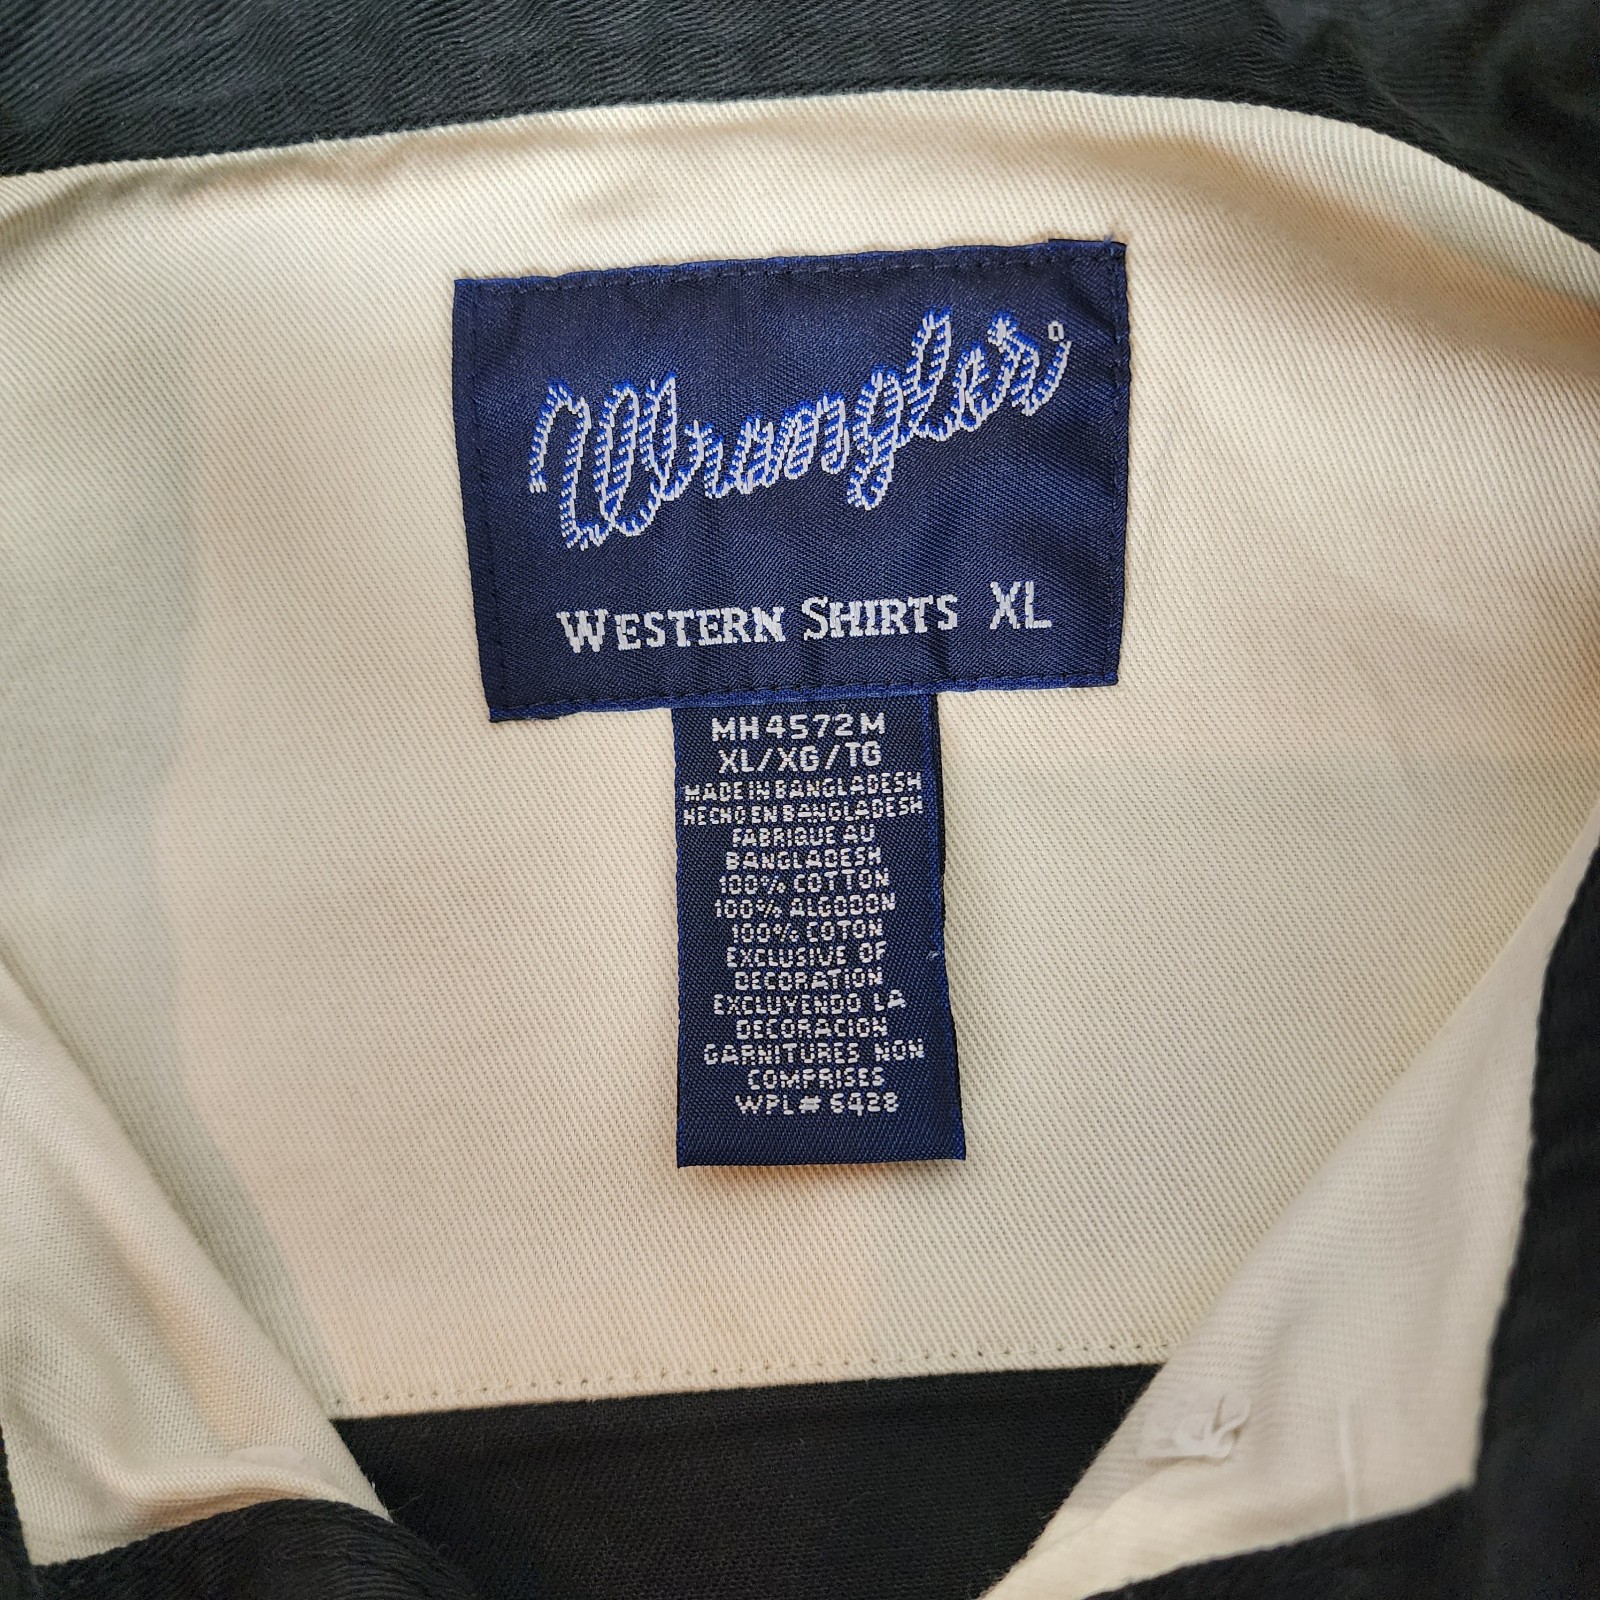 Wrangler
WESTERN SHIRTS XL
MH4572M
XL/XG/TG
MADE IN BANGLADESH
HECHO EN BANGLADESH
FABRIQUE AU
BANGLADESH
100% COTTON
100% ALGODON
100% COTON
EXCLUSIVE OF
DECORATION
EXCLUYENDO LA
DECORACION
GARNITURES NON
COMPRISES
WPL# 6428